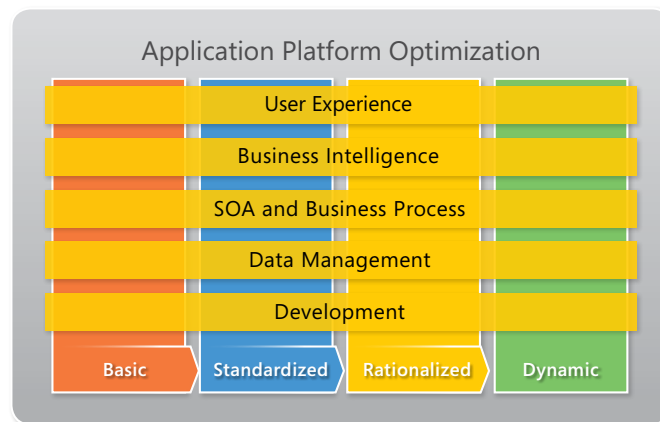 Application Platform Optimization
User Experience
Business Intelligence
SOA and Business Process
Data Management
Development
Basic
Standardized
Rationalized
Dynamic